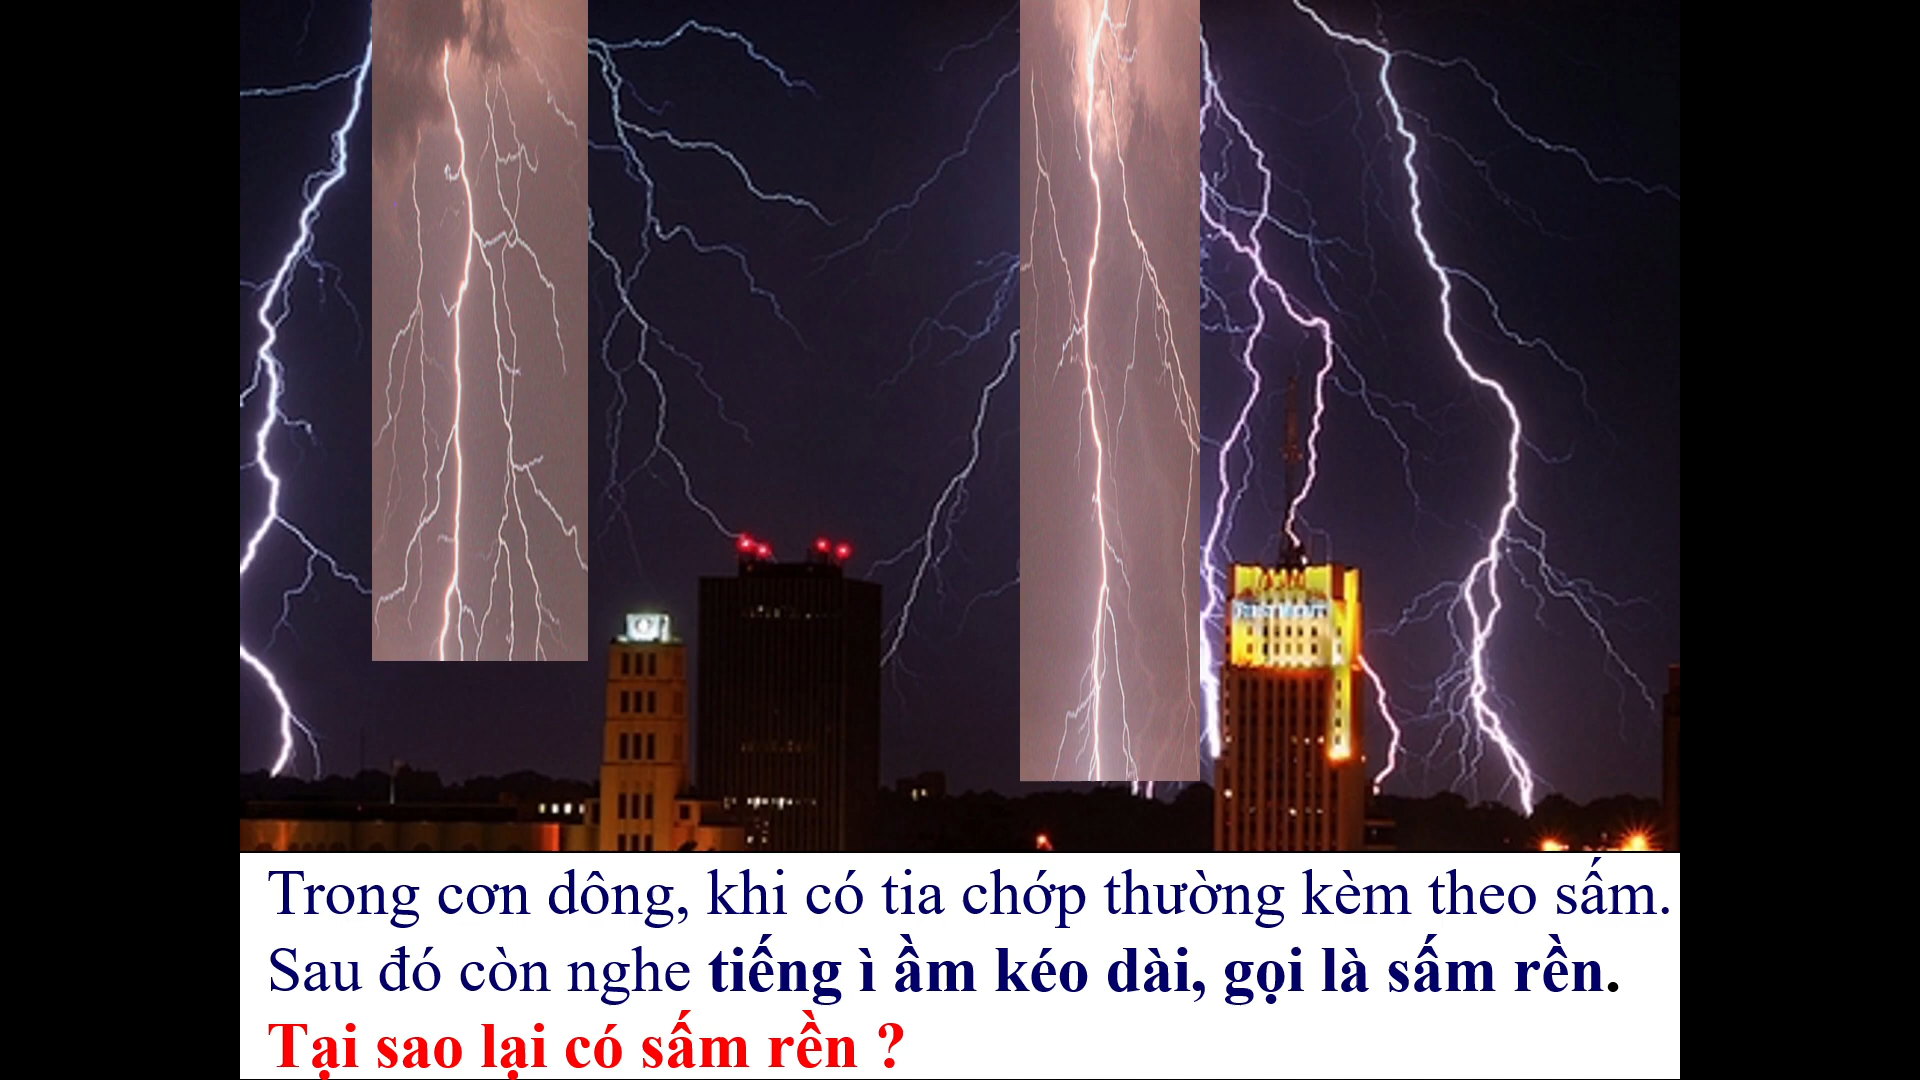 Trong cơn dông, khi có tia chớp thường kèm theo sấm.
Sau đó còn nghe tiếng ì ầm kéo dài, gọi là sấm rền.
Tại sao lại có sấm rền ?